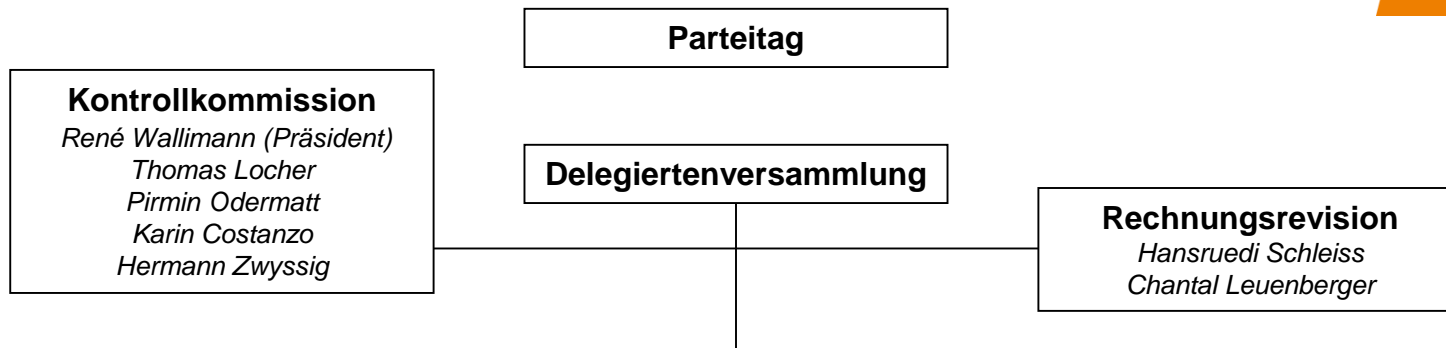 Parteitag
Kontrollkommission
René Wallimann (Präsident)
Thomas Locher
Pirmin Odermatt
Karin Costanzo
Hermann Zwyssig
Delegiertenversammlung
Rechnungsrevision
Hansruedi Schleiss
Chantal Leuenberger